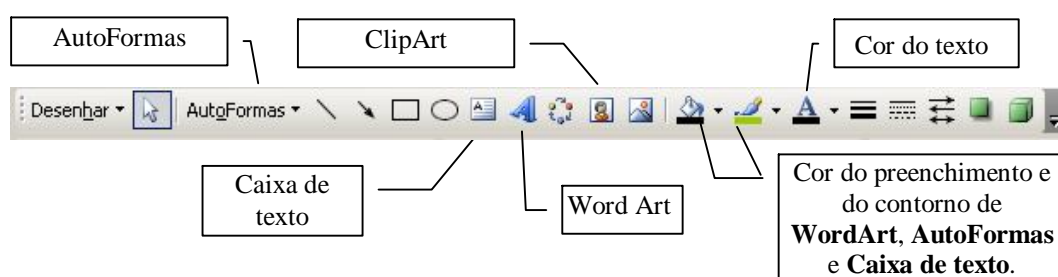 AutoFormas
ClipArt
Cor do texto
Desenhar
AutoFormas
A
Caixa de
texto
Word Art
Cor do preenchimento e
do contorno de
WordArt, AutoFormas
e Caixa de texto.